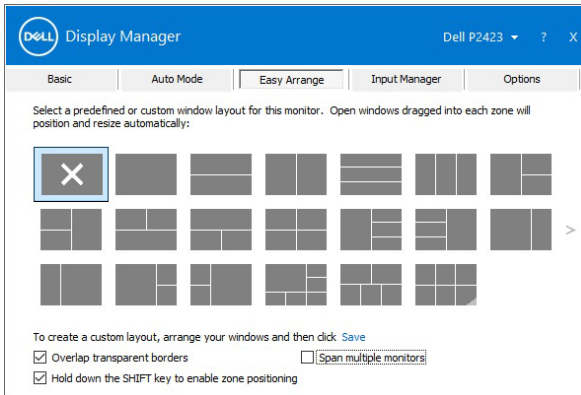 DELL Display Manager Dell P2423 ? X
Basic Auto Mode Easy Arrange Input Manager Options
Select a predefined or custom window layout for this monitor. Open windows dragged into each zone will
position and resize automatically:
>
To create a custom layout, arrange your windows and then click Save
Overlap transparent borders Span multiple monitors
Hold down the SHIFT key to enable zone positioning